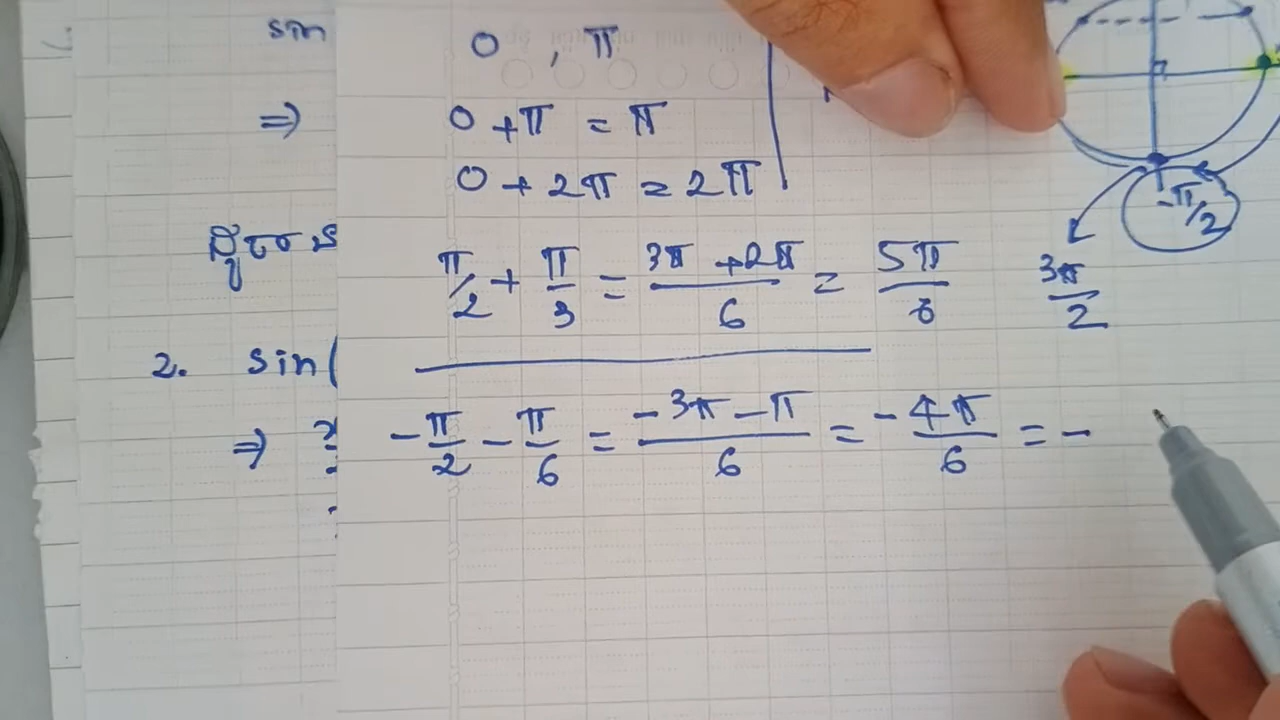 sin
0 , π
⇒
0 + π = π
0 + 2π = 2π
-π/2
π/2 + π/3 = (3π + 2π)/6 = 5π/6
3π/2
2. sin(
⇒
-π/2 - π/6 = (-3π - π)/6 = -4π/6 = -